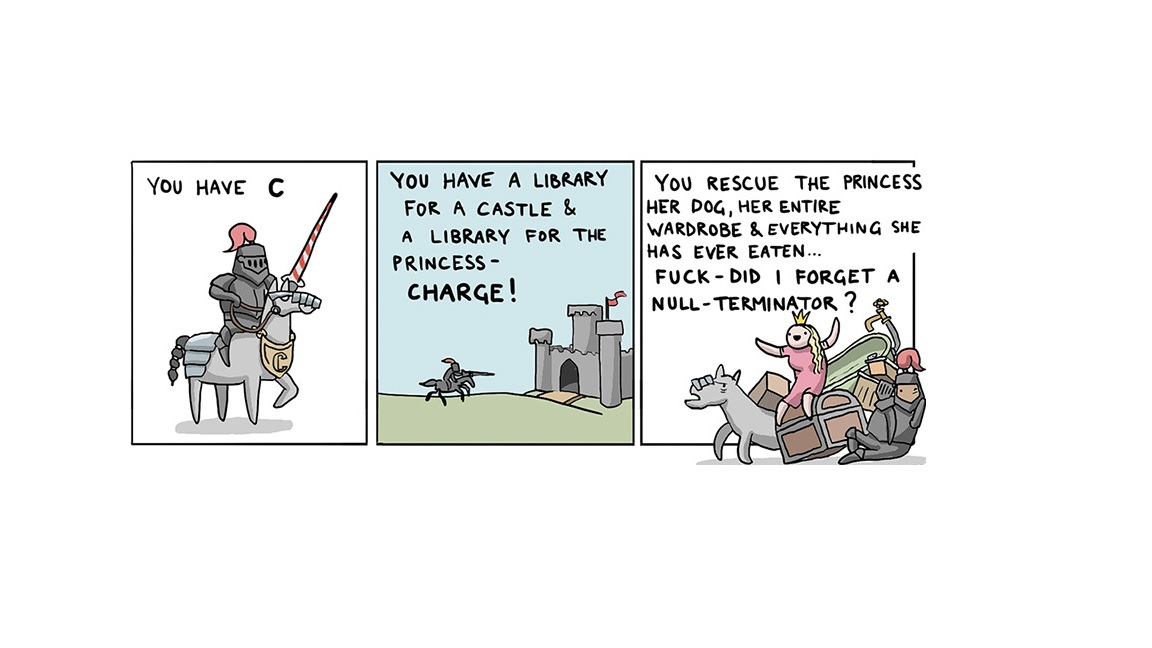 YOU HAVE C
C
YOU HAVE A LIBRARY
FOR A CASTLE &
A LIBRARY FOR THE
PRINCESS-
CHARGE!
YOU RESCUE THE PRINCESS
HER DOG, HER ENTIRE
WARDROBE & EVERYTHING SHE
HAS EVER EATEN...
FUCK-DID I FORGET A
NULL-TERMINATOR?